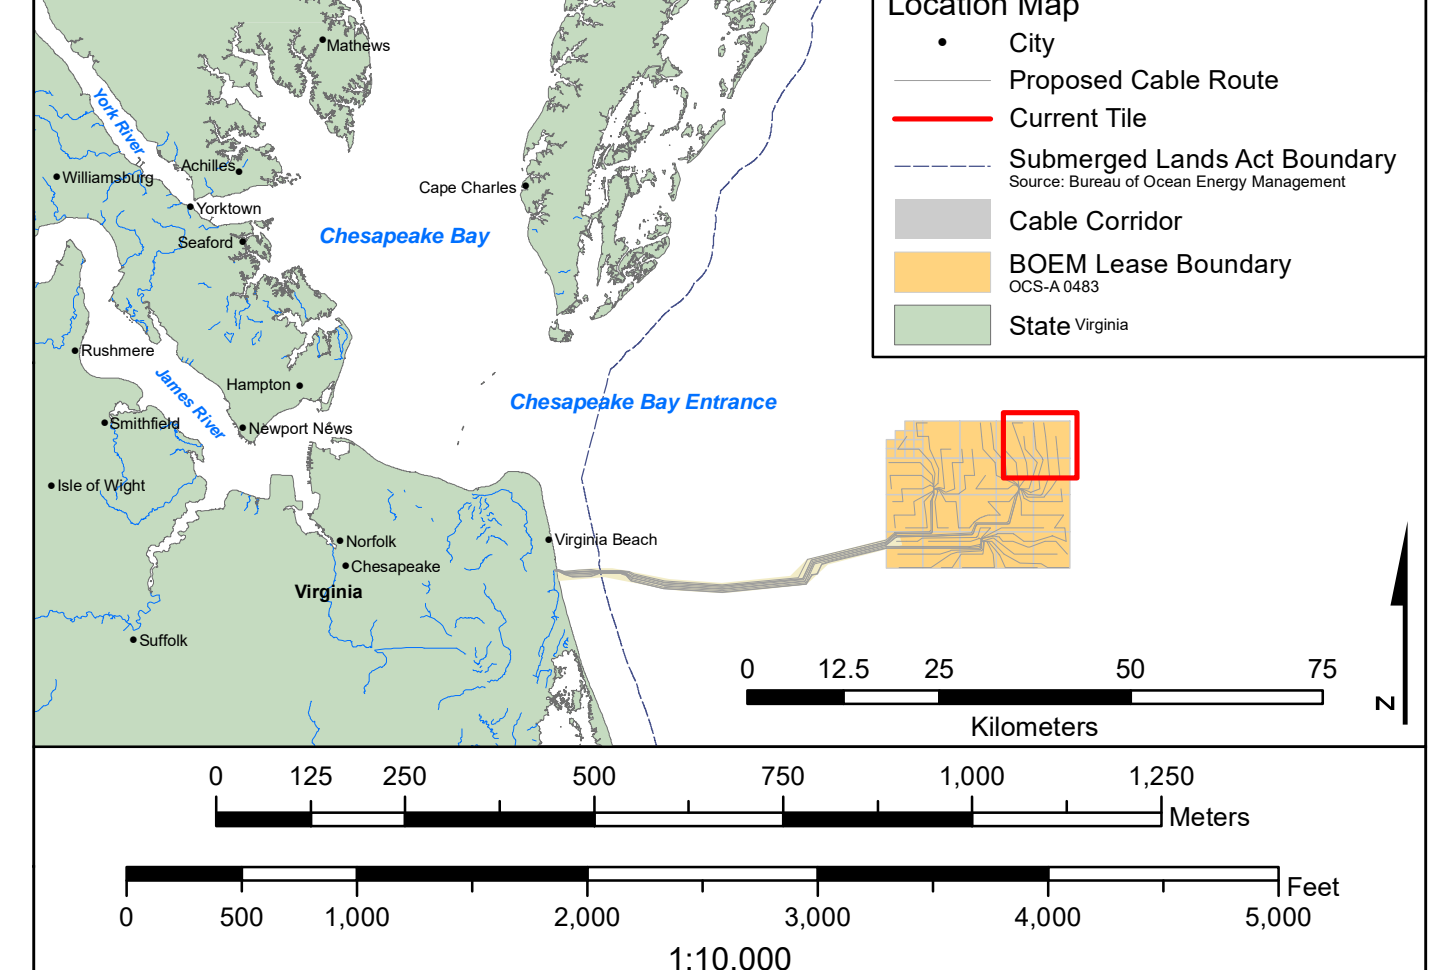 Location Map
City
Proposed Cable Route
Current Tile
Submerged Lands Act Boundary
Source: Bureau of Ocean Energy Management
Cable Corridor
BOEM Lease Boundary
OCS-A 0483
State Virginia
Mathews
York River
Achilles
Williamsburg
Cape Charles
Yorktown
Seaford
Chesapeake Bay
Rushmere
James River
Hampton
Chesapeake Bay Entrance
Smithfield
Newport News
Isle of Wight
Norfolk
Virginia Beach
Chesapeake
Virginia
Suffolk
0 12.5 25 50 75
Kilometers
N
0 125 250 500 750 1,000 1,250
Meters
Feet
0 500 1,000 2,000 3,000 4,000 5,000
1:10,000